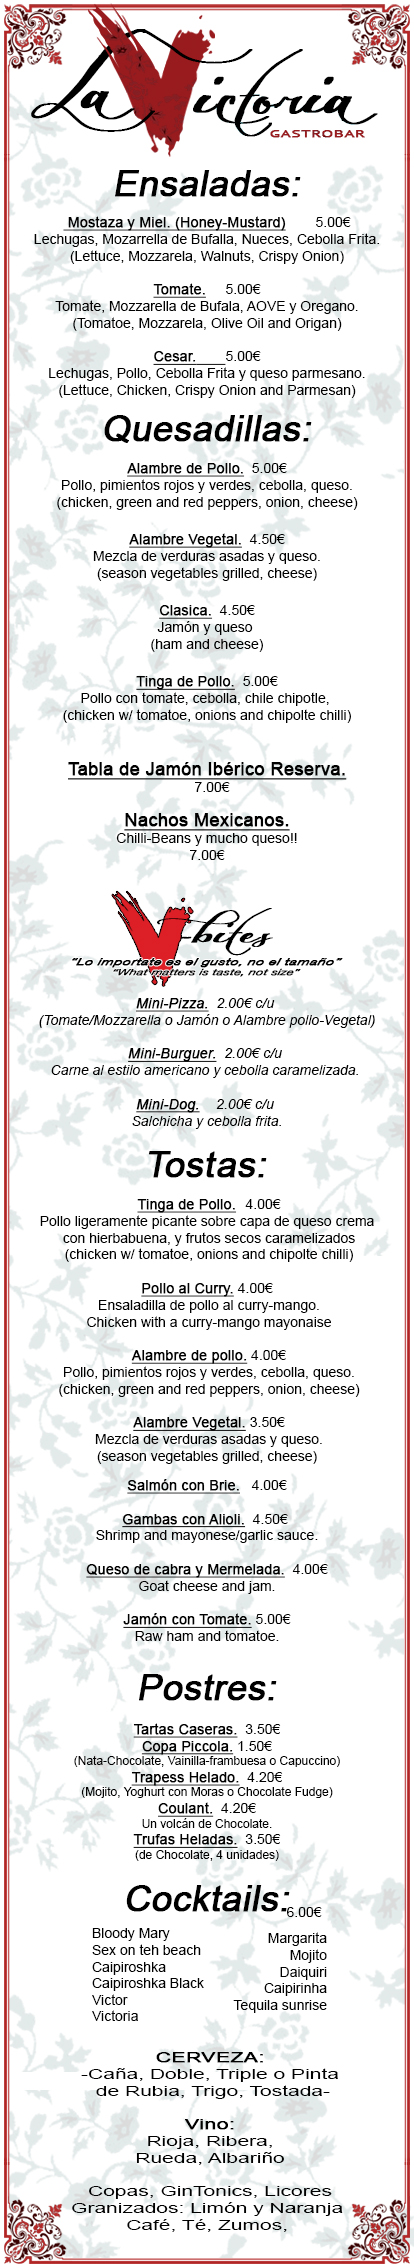 La Victoria
GASTROBAR
Ensaladas:
Mostaza y Miel. (Honey-Mustard) 5.00€
Lechugas, Mozarrella de Bufalla, Nueces, Cebolla Frita.
(Lettuce, Mozzarela, Walnuts, Crispy Onion)
Tomate. 5.00€
Tomate, Mozzarella de Bufala, AOVE y Oregano.
(Tomatoe, Mozzarela, Olive Oil and Origan)
Cesar. 5.00€
Lechugas, Pollo, Cebolla Frita y queso parmesano.
(Lettuce, Chicken, Crispy Onion and Parmesan)
Quesadillas:
Alambre de Pollo. 5.00€
Pollo, pimientos rojos y verdes, cebolla, queso.
(chicken, green and red peppers, onion, cheese)
Alambre Vegetal. 4.50€
Mezcla de verduras asadas y queso.
(season vegetables grilled, cheese)
Clasica. 4.50€
Jamón y queso
(ham and cheese)
Tinga de Pollo. 5.00€
Pollo con tomate, cebolla, chile chipotle,
(chicken w/ tomatoe, onions and chipolte chilli)
Tabla de Jamón Ibérico Reserva.
7.00€
Nachos Mexicanos.
Chilli-Beans y mucho queso!!
7.00€
V-bites
"Lo importate es el gusto, no el tamaño"
"What matters is taste, not size"
Mini-Pizza. 2.00€ c/u
(Tomate/Mozzarella o Jamón o Alambre pollo-Vegetal)
Mini-Burguer. 2.00€ c/u
Carne al estilo americano y cebolla caramelizada.
Mini-Dog. 2.00€ c/u
Salchicha y cebolla frita.
Tostas:
Tinga de Pollo. 4.00€
Pollo ligeramente picante sobre capa de queso crema
con hierbabuena, y frutos secos caramelizados
(chicken w/ tomatoe, onions and chipolte chilli)
Pollo al Curry. 4.00€
Ensaladilla de pollo al curry-mango.
Chicken with a curry-mango mayonaise
Alambre de pollo. 4.00€
Pollo, pimientos rojos y verdes, cebolla, queso.
(chicken, green and red peppers, onion, cheese)
Alambre Vegetal. 3.50€
Mezcla de verduras asadas y queso.
(season vegetables grilled, cheese)
Salmón con Brie. 4.00€
Gambas con Alioli. 4.50€
Shrimp and mayonese/garlic sauce.
Queso de cabra y Mermelada. 4.00€
Goat cheese and jam.
Jamón con Tomate. 5.00€
Raw ham and tomatoe.
Postres:
Tartas Caseras. 3.50€
Copa Piccola. 1.50€
(Nata-Chocolate, Vainilla-frambuesa o Capuccino)
Trapess Helado. 4.20€
(Mojito, Yoghurt con Moras o Chocolate Fudge)
Coulant. 4.20€
Un volcán de Chocolate.
Trufas Heladas. 3.50€
(de Chocolate, 4 unidades)
Cocktails: 6.00€
Bloody Mary
Sex on teh beach
Caipiroshka
Caipiroshka Black
Victor
Victoria
Margarita
Mojito
Daiquiri
Caipirinha
Tequila sunrise
CERVEZA:
-Caña, Doble, Triple o Pinta
de Rubia, Trigo, Tostada-
Vino:
Rioja, Ribera,
Rueda, Albariño
Copas, GinTonics, Licores
Granizados: Limón y Naranja
Café, Té, Zumos,